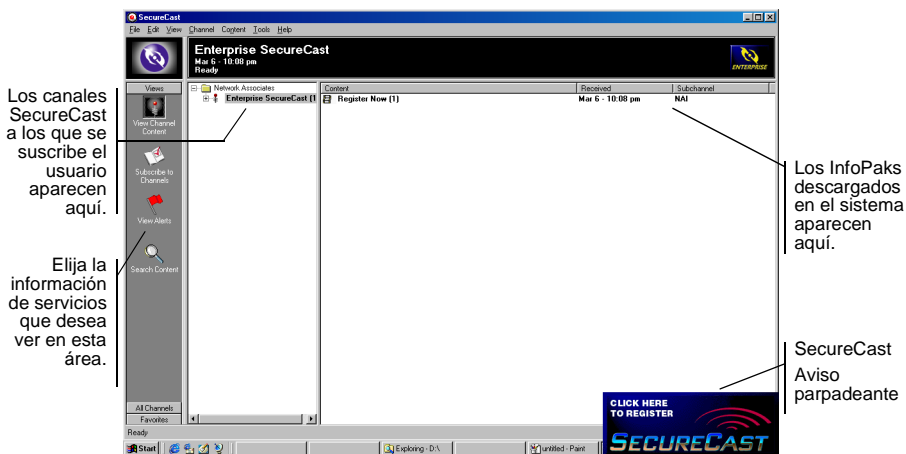 SecureCast
File Edit View Channel Content Tools Help
Enterprise SecureCast
Mar 6 - 10:08 pm
Ready
ENTERPRISE
Views
View Channel
Content
Subscribe to
Channels
View Alerts
Search Content
All Channels
Favorites
Network Associates
Enterprise SecureCast (1
Content Received Subchannel
Register Now (1) Mar 6 - 10:08 pm NAI
Los canales
SecureCast
a los que se
suscribe el
usuario
aparecen
aquí.
Elija la
información
de servicios
que desea
ver en esta
área.
Los InfoPaks
descargados
en el sistema
aparecen
aquí.
SecureCast
Aviso
parpadeante
CLICK HERE
TO REGISTER
SECURECAST
Ready
Start Exploring - D:\ untitled - Paint